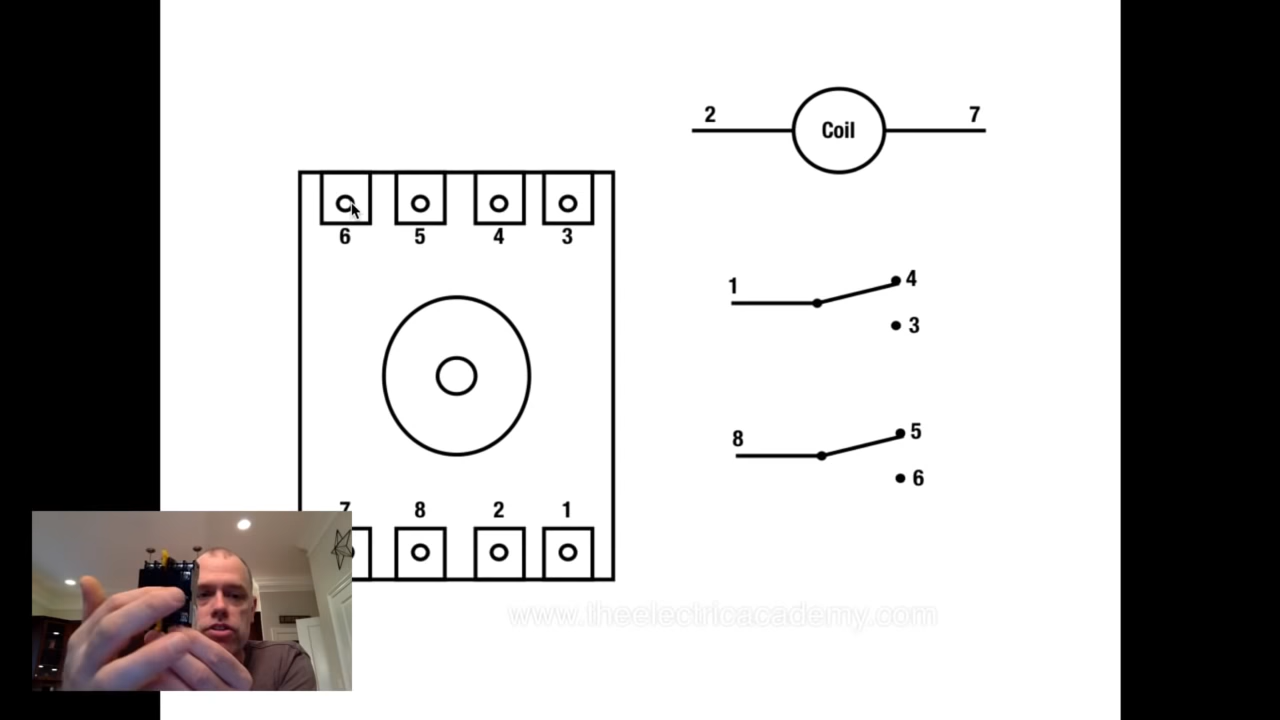 2 Coil 7
6 5 4 3
1 4
3
8 5
6
7 8 2 1
www.theelectricacademy.com